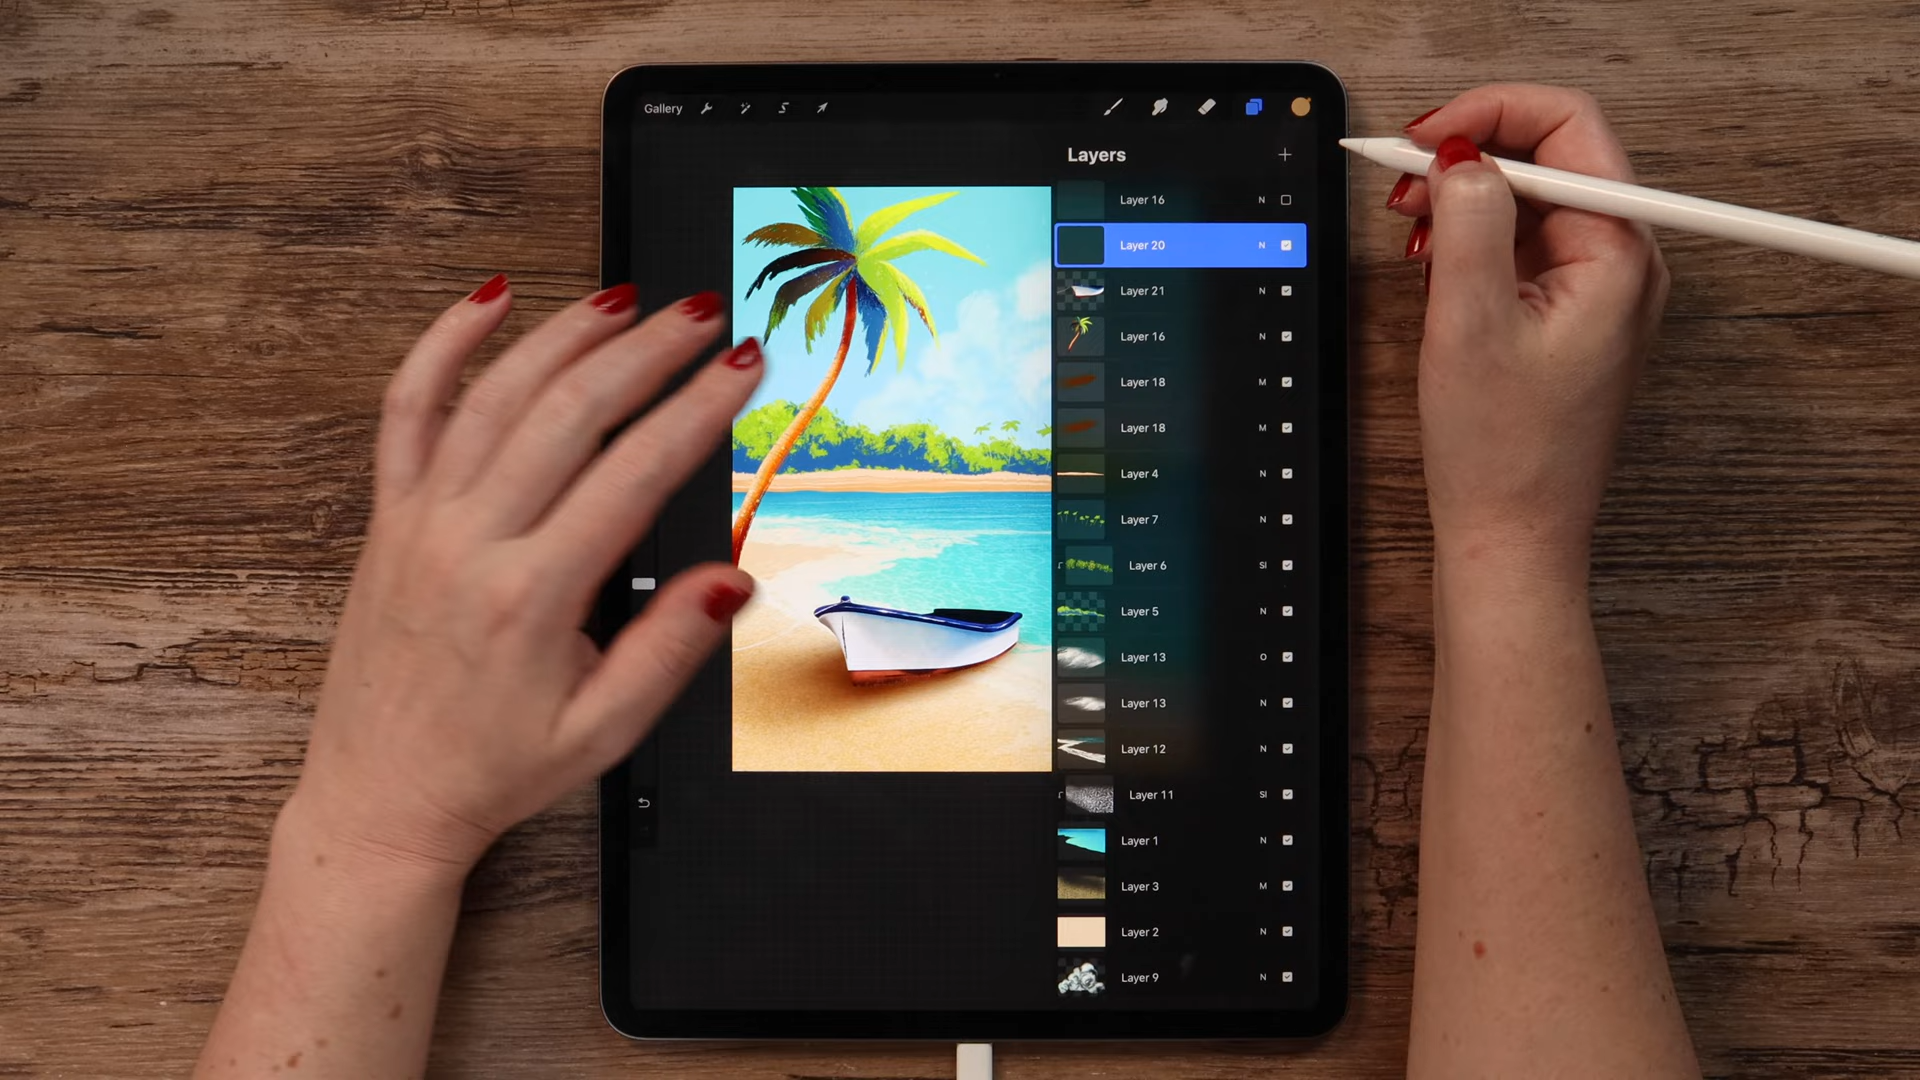 Gallery
Layers
Layer 16 N
Layer 20 N
Layer 21 N
Layer 16 N
Layer 18 M
Layer 18 M
Layer 4 N
Layer 7 N
Layer 6 SI
Layer 5 N
Layer 13 O
Layer 13 N
Layer 12 N
Layer 11 SI
Layer 1 N
Layer 3 M
Layer 2 N
Layer 9 N